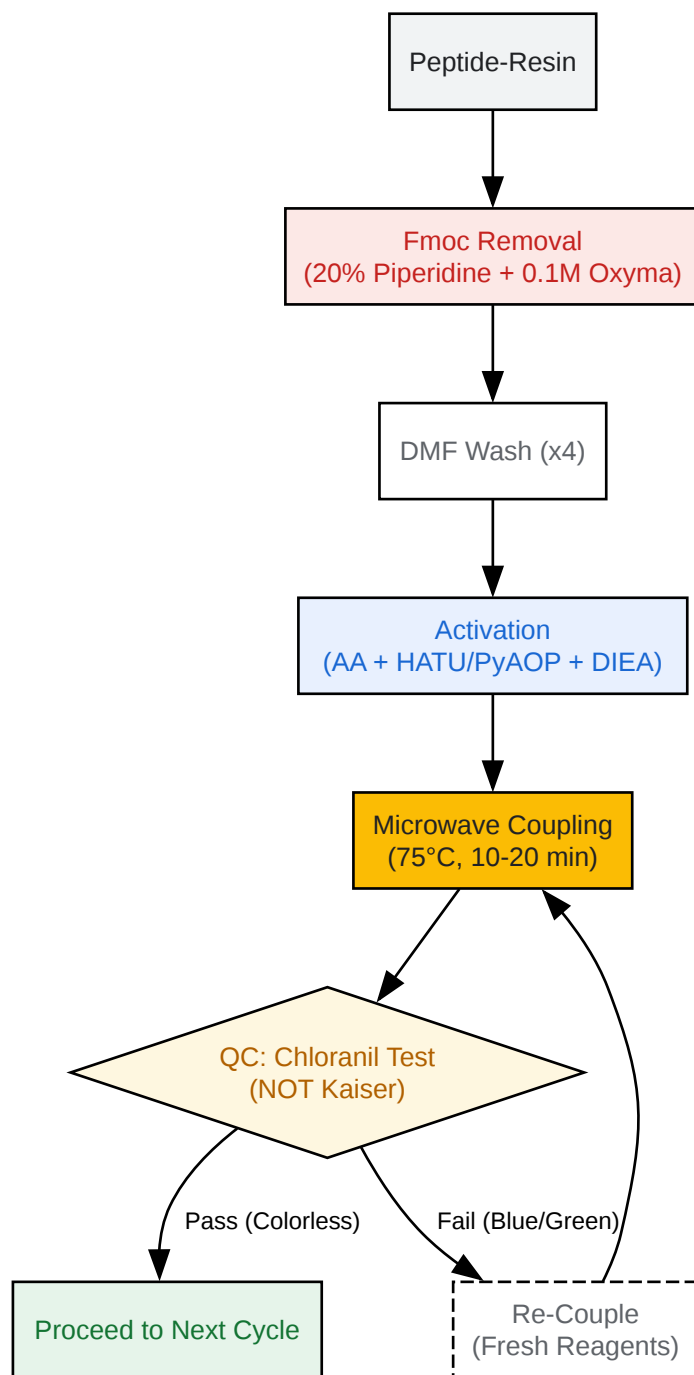 Peptide-Resin
Fmoc Removal
(20% Piperidine + 0.1M Oxyma)
DMF Wash (x4)
Activation
(AA + HATU/PyAOP + DIEA)
Microwave Coupling
(75°C, 10-20 min)
QC: Chloranil Test
(NOT Kaiser)
Pass (Colorless)
Fail (Blue/Green)
Proceed to Next Cycle
Re-Couple
(Fresh Reagents)